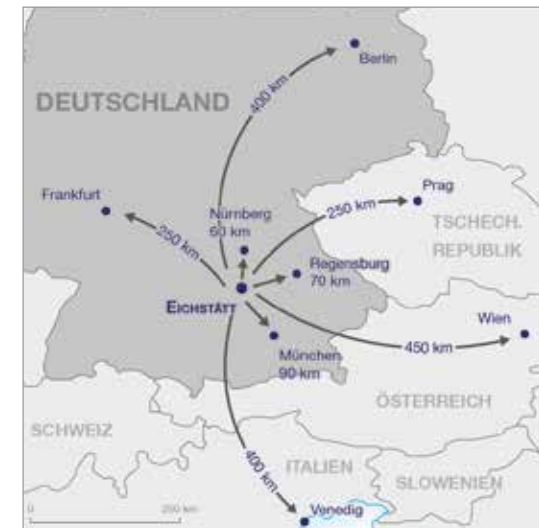 Berlin
400 km
DEUTSCHLAND
Frankfurt
Prag
Nürnberg
60 km
250 km
250 km
TSCHECH.
REPUBLIK
Regensburg
70 km
EICHSTÄTT
Wien
München
90 km
450 km
ÖSTERREICH
SCHWEIZ
400 km
ITALIEN
SLOWENIEN
0
200 km
Venedig